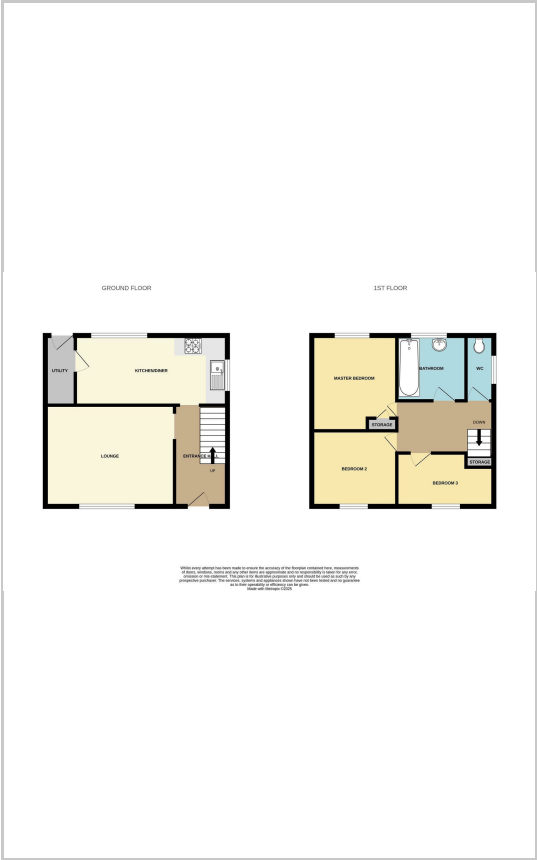 GROUND FLOOR
1ST FLOOR
UTILITY
KITCHEN/DINER
LOUNGE
ENTRANCE HALL
UP
MASTER BEDROOM
BATHROOM
WC
STORAGE
DOWN
BEDROOM 2
BEDROOM 3
STORAGE
Whilst every attempt has been made to ensure the accuracy of the floorplan contained here, measurements
of doors, windows, rooms and any other items are approximate and no responsibility is taken for any error,
omission or mis-statement. This plan is for illustrative purposes only and should be used as such by any
prospective purchaser. The services, systems and appliances shown have not been tested and no guarantee
as to their operability or efficiency can be given.
Made with Metropix ©2025